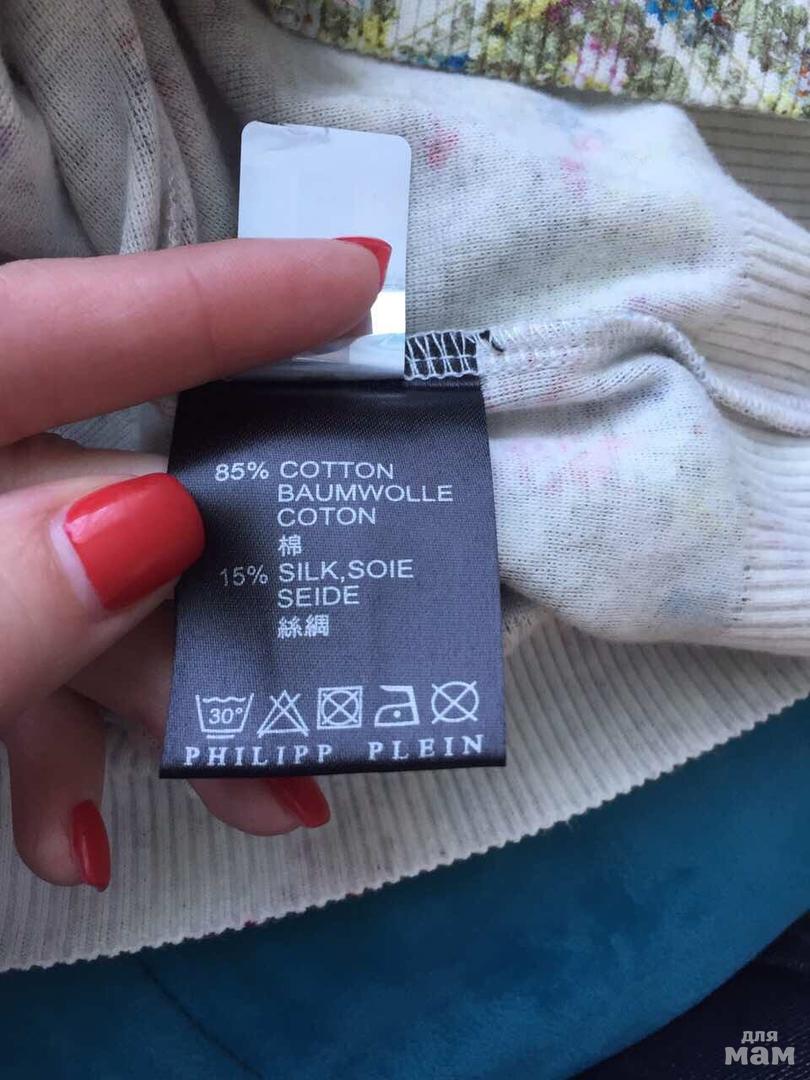 85% COTTON
BAUMWOLLE
COTON
棉
15% SILK,SOIE
SEIDE
絲綢
30°
PHILIPP PLEIN
для
мам